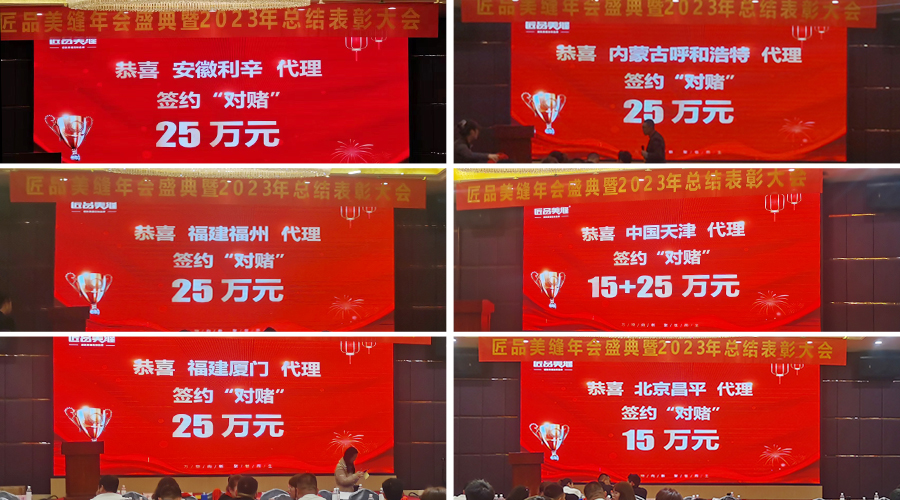 匠品美缝年会盛典暨2023年总结表彰大会
匠品美缝
恭喜 安徽利辛 代理
签约“对赌”
25 万元
匠品美缝年会盛典暨2023年总结表彰大会
恭喜 内蒙古呼和浩特 代理
签约“对赌”
25 万元
匠品美缝年会盛典暨2023年总结表彰大会
匠品美缝
恭喜 福建福州 代理
签约“对赌”
25 万元
匠品美缝年会盛典暨2023年总结表彰大会
匠品美缝
恭喜 中国天津 代理
签约“对赌”
15+25 万元
匠品美缝
恭喜 福建厦门 代理
签约“对赌”
25 万元
匠品美缝年会盛典暨2023年总结表彰大会
匠品美缝
恭喜 北京昌平 代理
签约“对赌”
15 万元